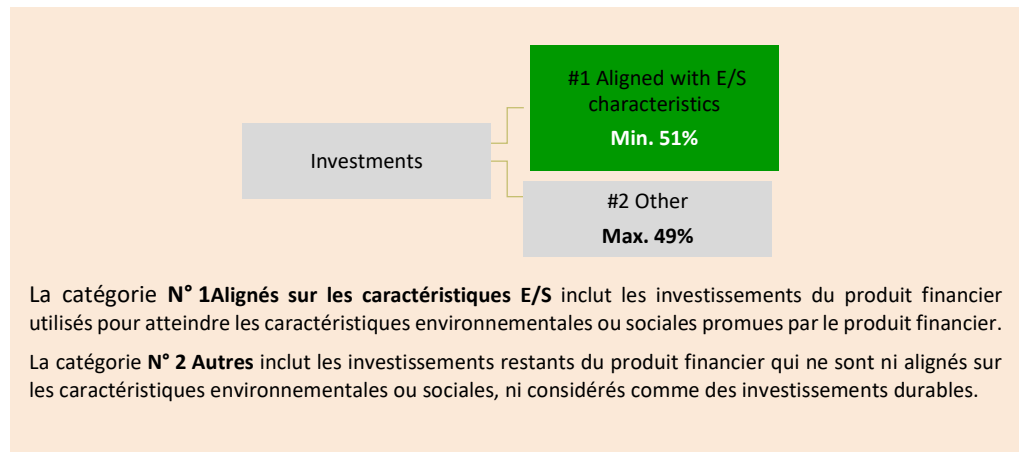 #1 Aligned with E/S
characteristics
Min. 51%
Investments
#2 Other
Max. 49%
La catégorie N° 1Alignés sur les caractéristiques E/S inclut les investissements du produit financier
utilisés pour atteindre les caractéristiques environnementales ou sociales promues par le produit financier.
La catégorie N° 2 Autres inclut les investissements restants du produit financier qui ne sont ni alignés sur
les caractéristiques environnementales ou sociales, ni considérés comme des investissements durables.